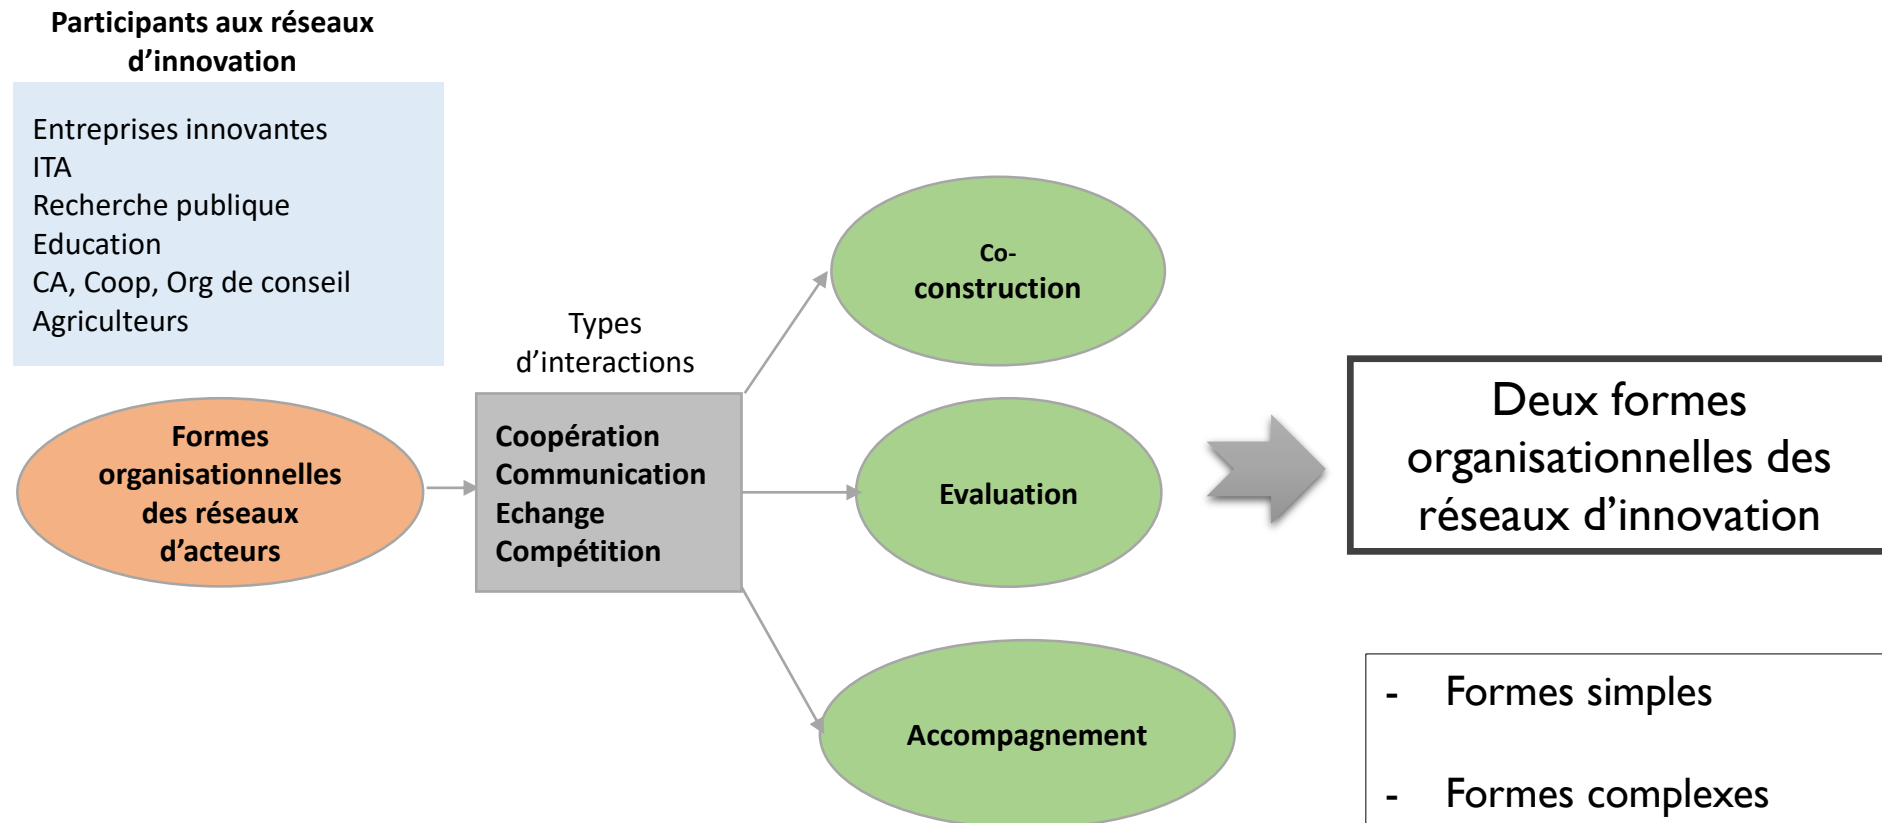 Participants aux réseaux
d’innovation
Entreprises innovantes
ITA
Recherche publique
Education
CA, Coop, Org de conseil
Agriculteurs
Formes
organisationnelles
des réseaux
d’acteurs
Types
d’interactions
Coopération
Communication
Echange
Compétition
Co-
construction
Evaluation
Accompagnement
Deux formes
organisationnelles des
réseaux d’innovation
- Formes simples
- Formes complexes